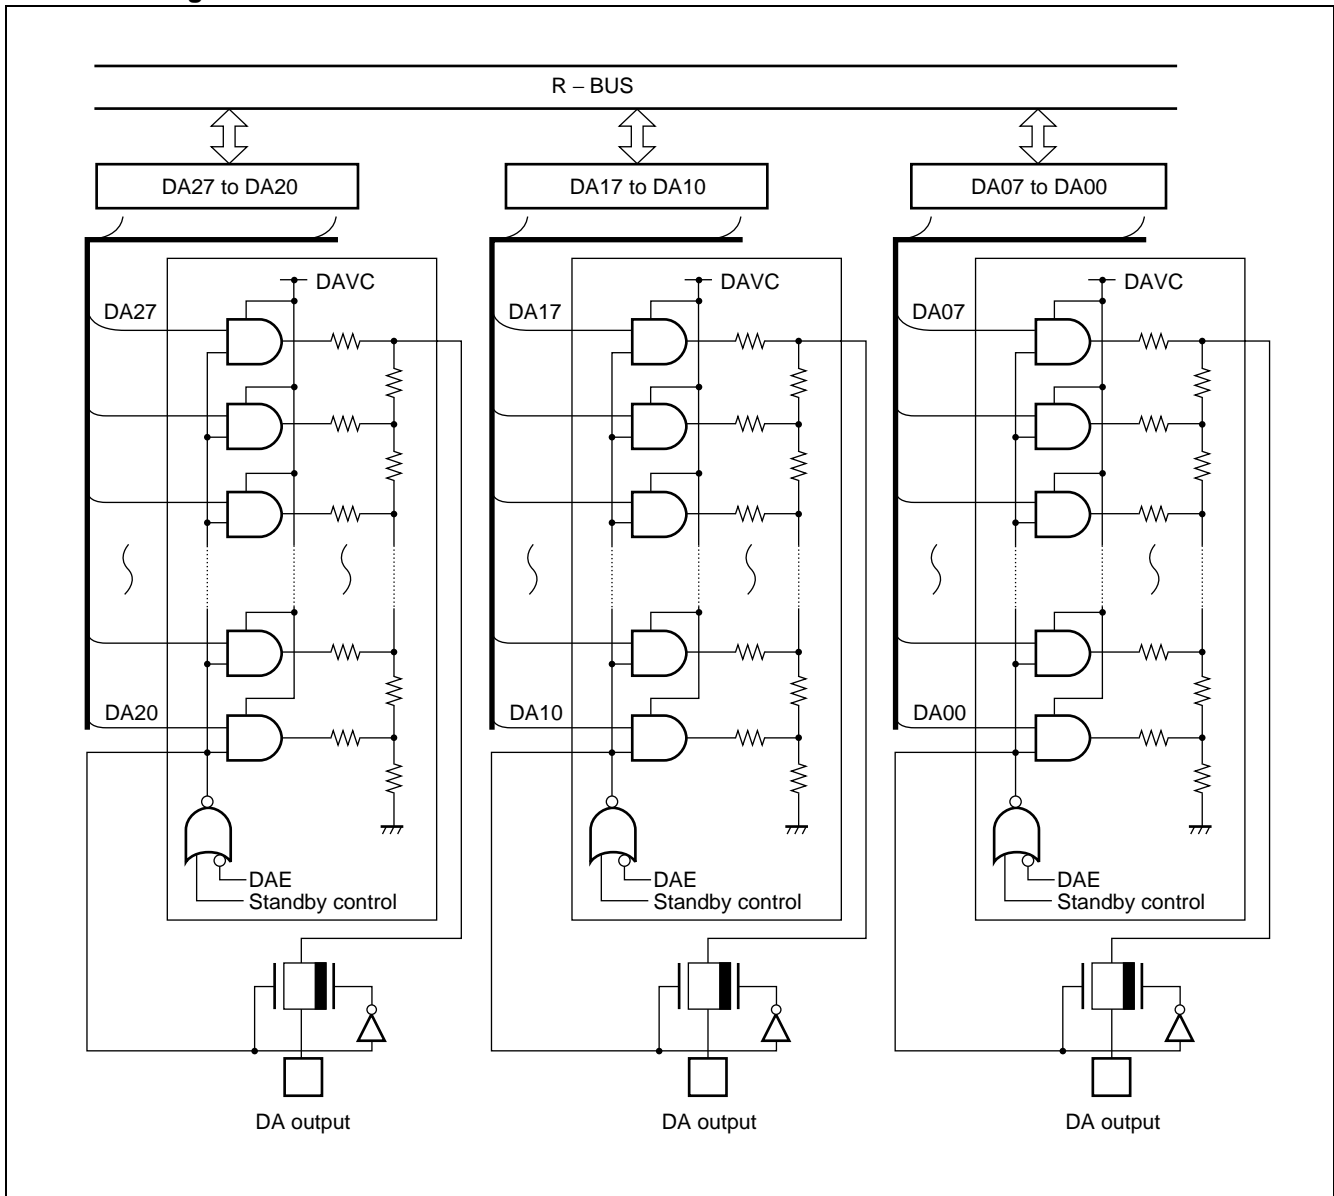 R – BUS
DA27 to DA20
DA17 to DA10
DA07 to DA00
DAVC
DAVC
DAVC
DA27
DA17
DA07
DA20
DA10
DA00
DAE
Standby control
DAE
Standby control
DAE
Standby control
DA output
DA output
DA output